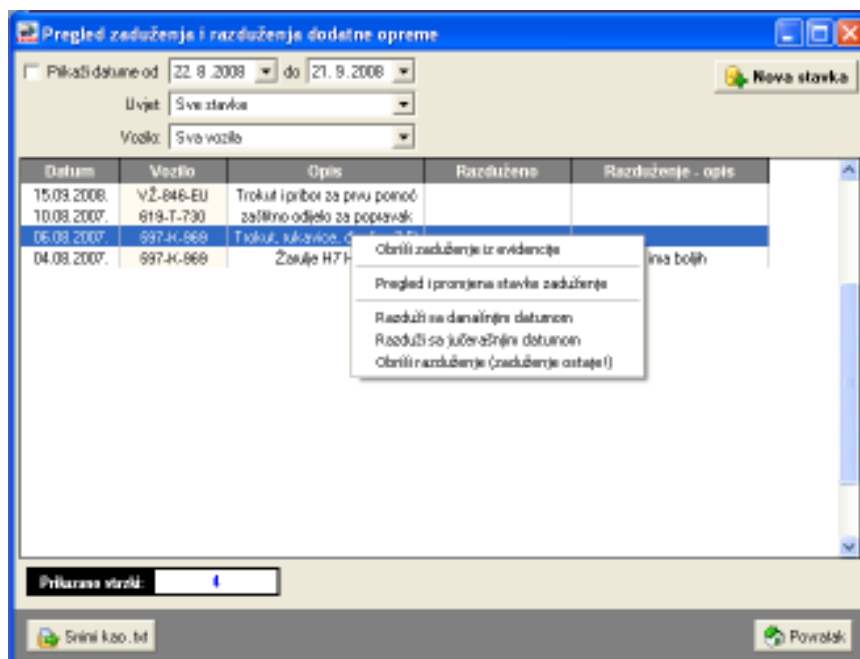 Pregled zaduženja i razduženja dodatne opreme
Prikaži datume od 22. 8 .2008 do 21. 9. 2008
Nova stavka
Uvjet: Sve stavke
Vozilo: Sva vozila
Datum Vozilo Opis Razduženo Razduženje - opis
15.09.2008. VŽ-846-EU Trokut i pribor za prvu pomoć
10.08.2007. 619-T-730 zaštitno odijelo za popravak
06.08.2007. 697-K-969 Trokut, rukavice,
04.08.2007. 697-K-969 Žarulje H7 boljih
Obriši zaduženje iz evidencije
Pregled i promjena stavke zaduženje
Razduži sa današnjim datumom
Razduži sa jučerašnjim datumom
Obriši razduženje (zaduženje ostaje!)
Prikazano stavki: 4
Snimi kao .txt
Povratak